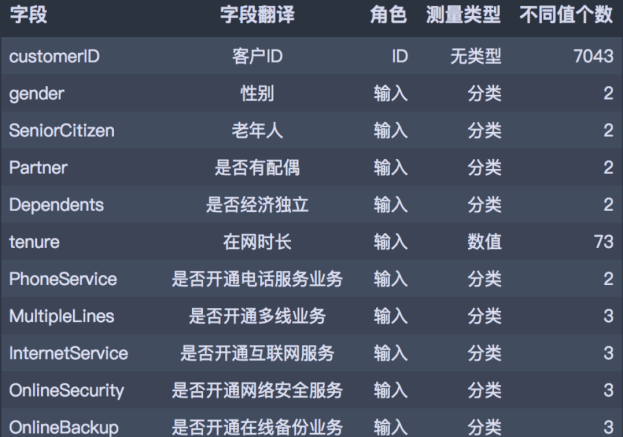 字段 字段翻译 角色 测量类型 不同值个数
customerID 客户ID ID 无类型 7043
gender 性别 输入 分类 2
SeniorCitizen 老年人 输入 分类 2
Partner 是否有配偶 输入 分类 2
Dependents 是否经济独立 输入 分类 2
tenure 在网时长 输入 数值 73
PhoneService 是否开通电话服务业务 输入 分类 2
MultipleLines 是否开通多线业务 输入 分类 3
InternetService 是否开通互联网服务 输入 分类 3
OnlineSecurity 是否开通网络安全服务 输入 分类 3
OnlineBackup 是否开通在线备份业务 输入 分类 3